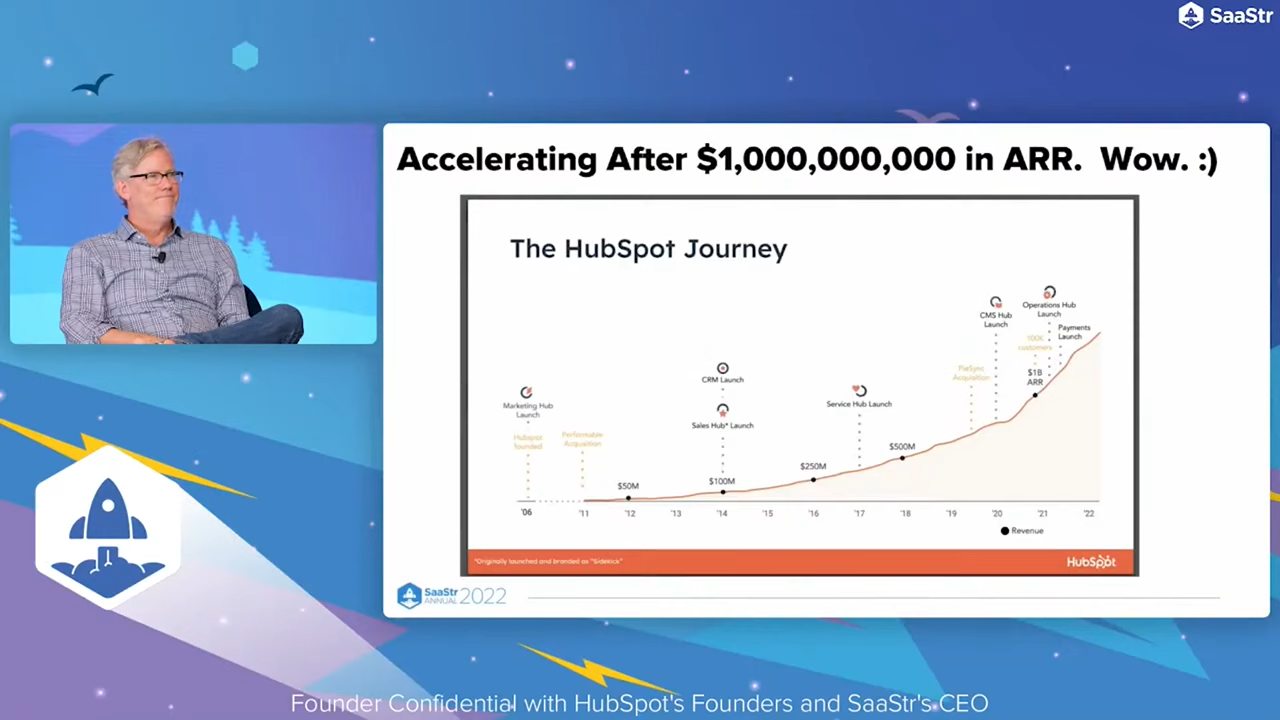 SaaStr
Accelerating After $1,000,000,000 in ARR. Wow. :)
The HubSpot Journey
Marketing Hub
Launch
Hubspot
founded
Performable
Acquisition
CRM Launch
Sales Hub* Launch
Service Hub Launch
PieSync
Acquisition
CMS Hub
Launch
Operations Hub
Launch
100K
customers
Payments
Launch
$1B
ARR
$50M
$100M
$250M
$500M
'06
'11
'12
'13
'14
'15
'16
'17
'18
'19
'20
'21
'22
Revenue
*Originally launched and branded as "Sidekick"
HubSpot
SaaStr
ANNUAL 2022
Founder Confidential with HubSpot's Founders and SaaStr's CEO